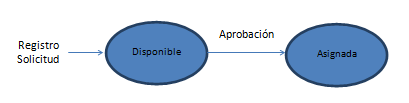 Registro
Solicitud
Disponible
Aprobación
Asignada